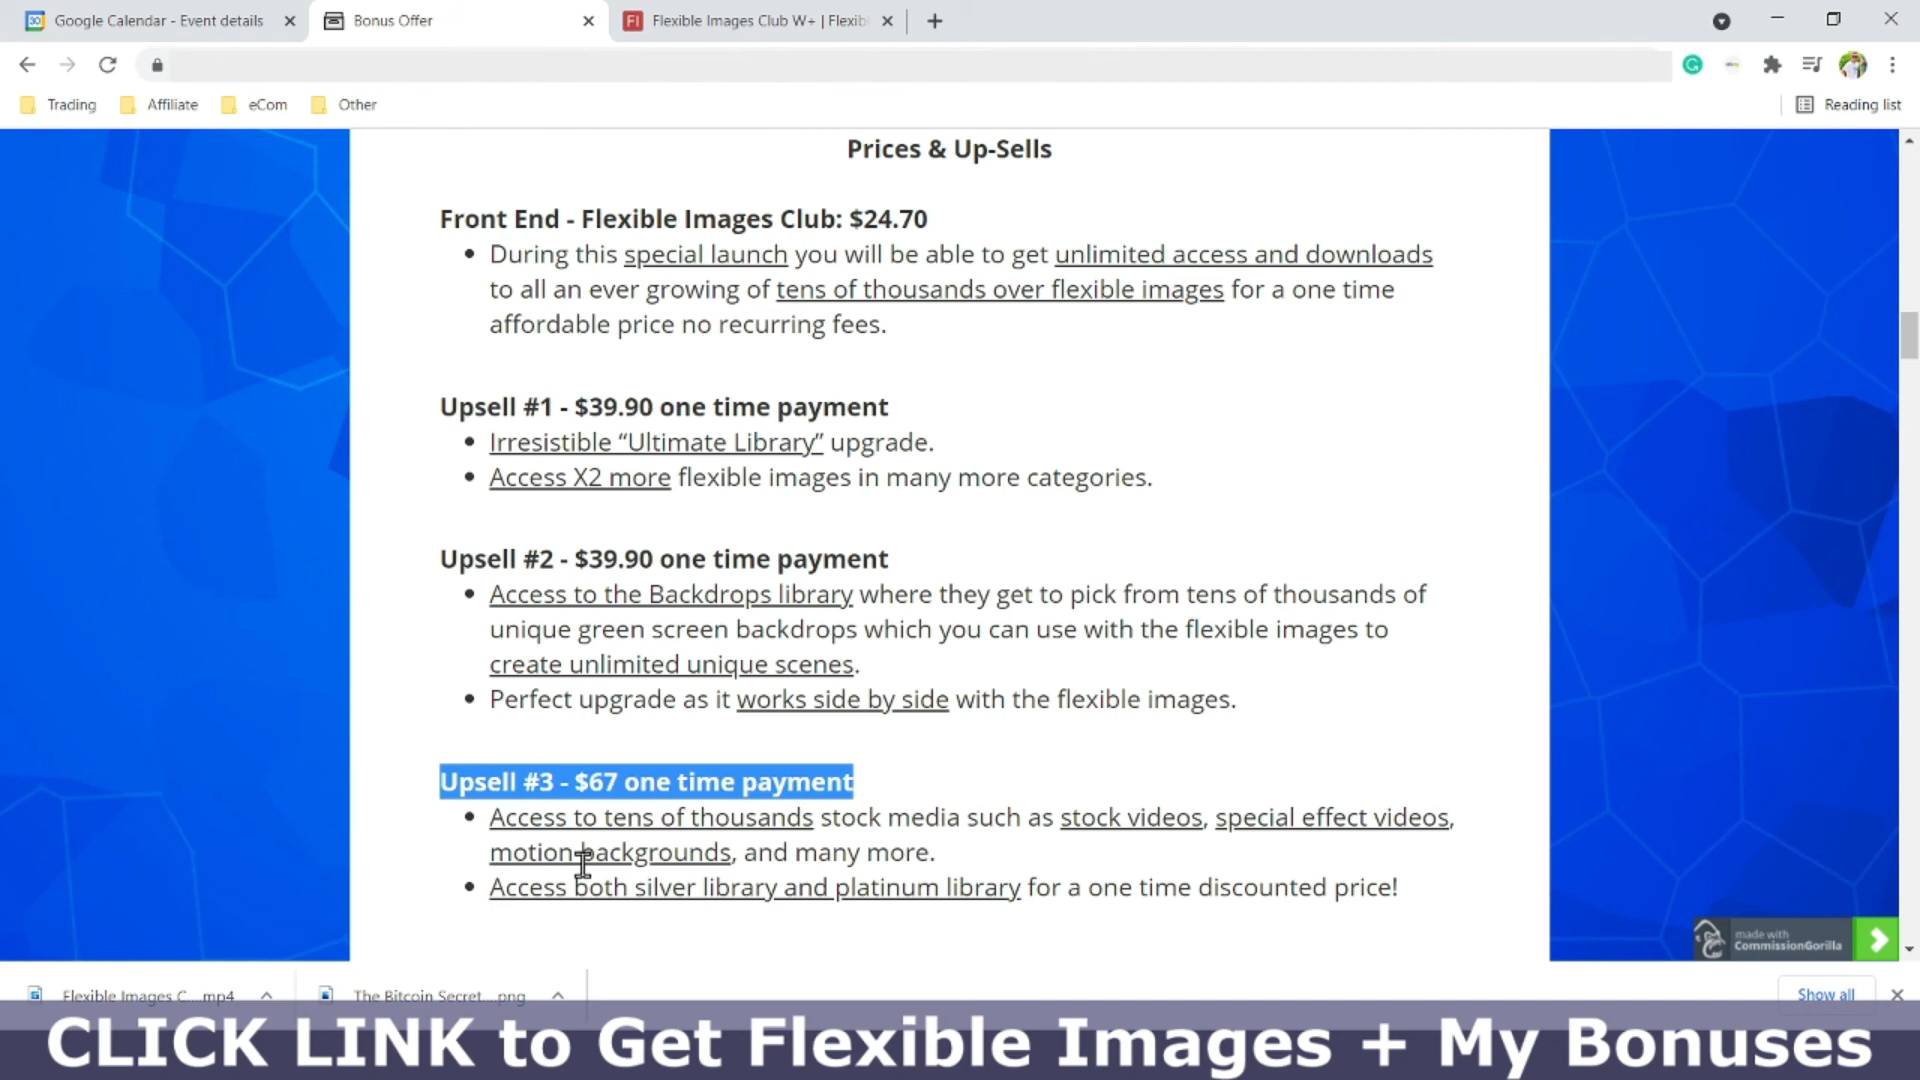 Google Calendar - Event details
Bonus Offer
Flexible Images Club W+ | Flexib
Trading
Affiliate
eCom
Other
Reading list
Prices & Up-Sells
Front End - Flexible Images Club: $24.70
During this special launch you will be able to get unlimited access and downloads
to all an ever growing of tens of thousands over flexible images for a one time
affordable price no recurring fees.
Upsell #1 - $39.90 one time payment
Irresistible “Ultimate Library” upgrade.
Access X2 more flexible images in many more categories.
Upsell #2 - $39.90 one time payment
Access to the Backdrops library where they get to pick from tens of thousands of
unique green screen backdrops which you can use with the flexible images to
create unlimited unique scenes.
Perfect upgrade as it works side by side with the flexible images.
Upsell #3 - $67 one time payment
Access to tens of thousands stock media such as stock videos, special effect videos,
motion backgrounds, and many more.
Access both silver library and platinum library for a one time discounted price!
made with
CommissionGorilla
Flexible Images C....mp4
The Bitcoin Secret....png
Show all
CLICK LINK to Get Flexible Images + My Bonuses